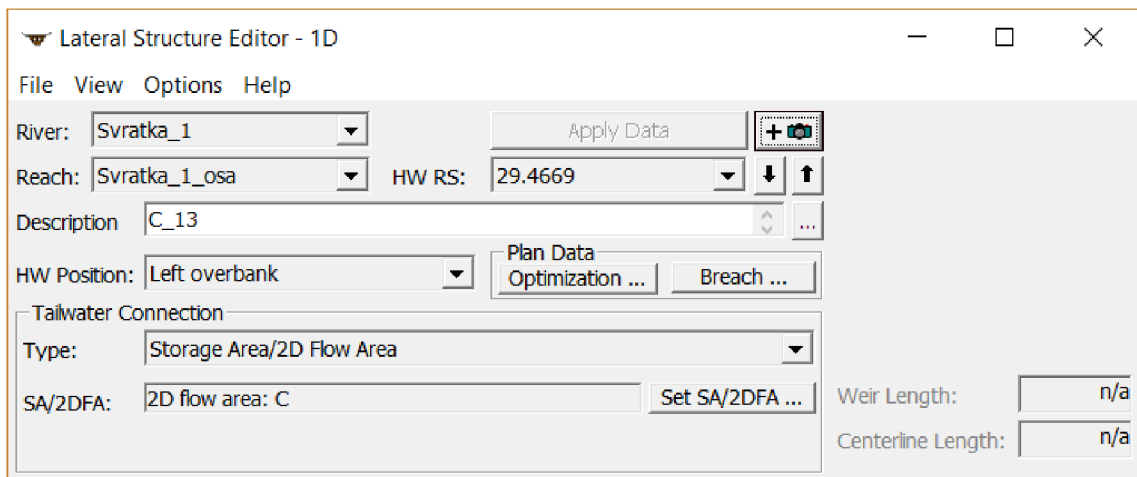 Lateral Structure Editor - 1D
File View Options Help
River: Svratka_1 Apply Data +
Reach: Svratka_1_osa HW RS: 29.4669
Description C_13 ...
HW Position: Left overbank
Plan Data
Optimization ... Breach ...
Tailwater Connection
Type: Storage Area/2D Flow Area
SA/2DFA: 2D flow area: C Set SA/2DFA ...
Weir Length: n/a
Centerline Length: n/a